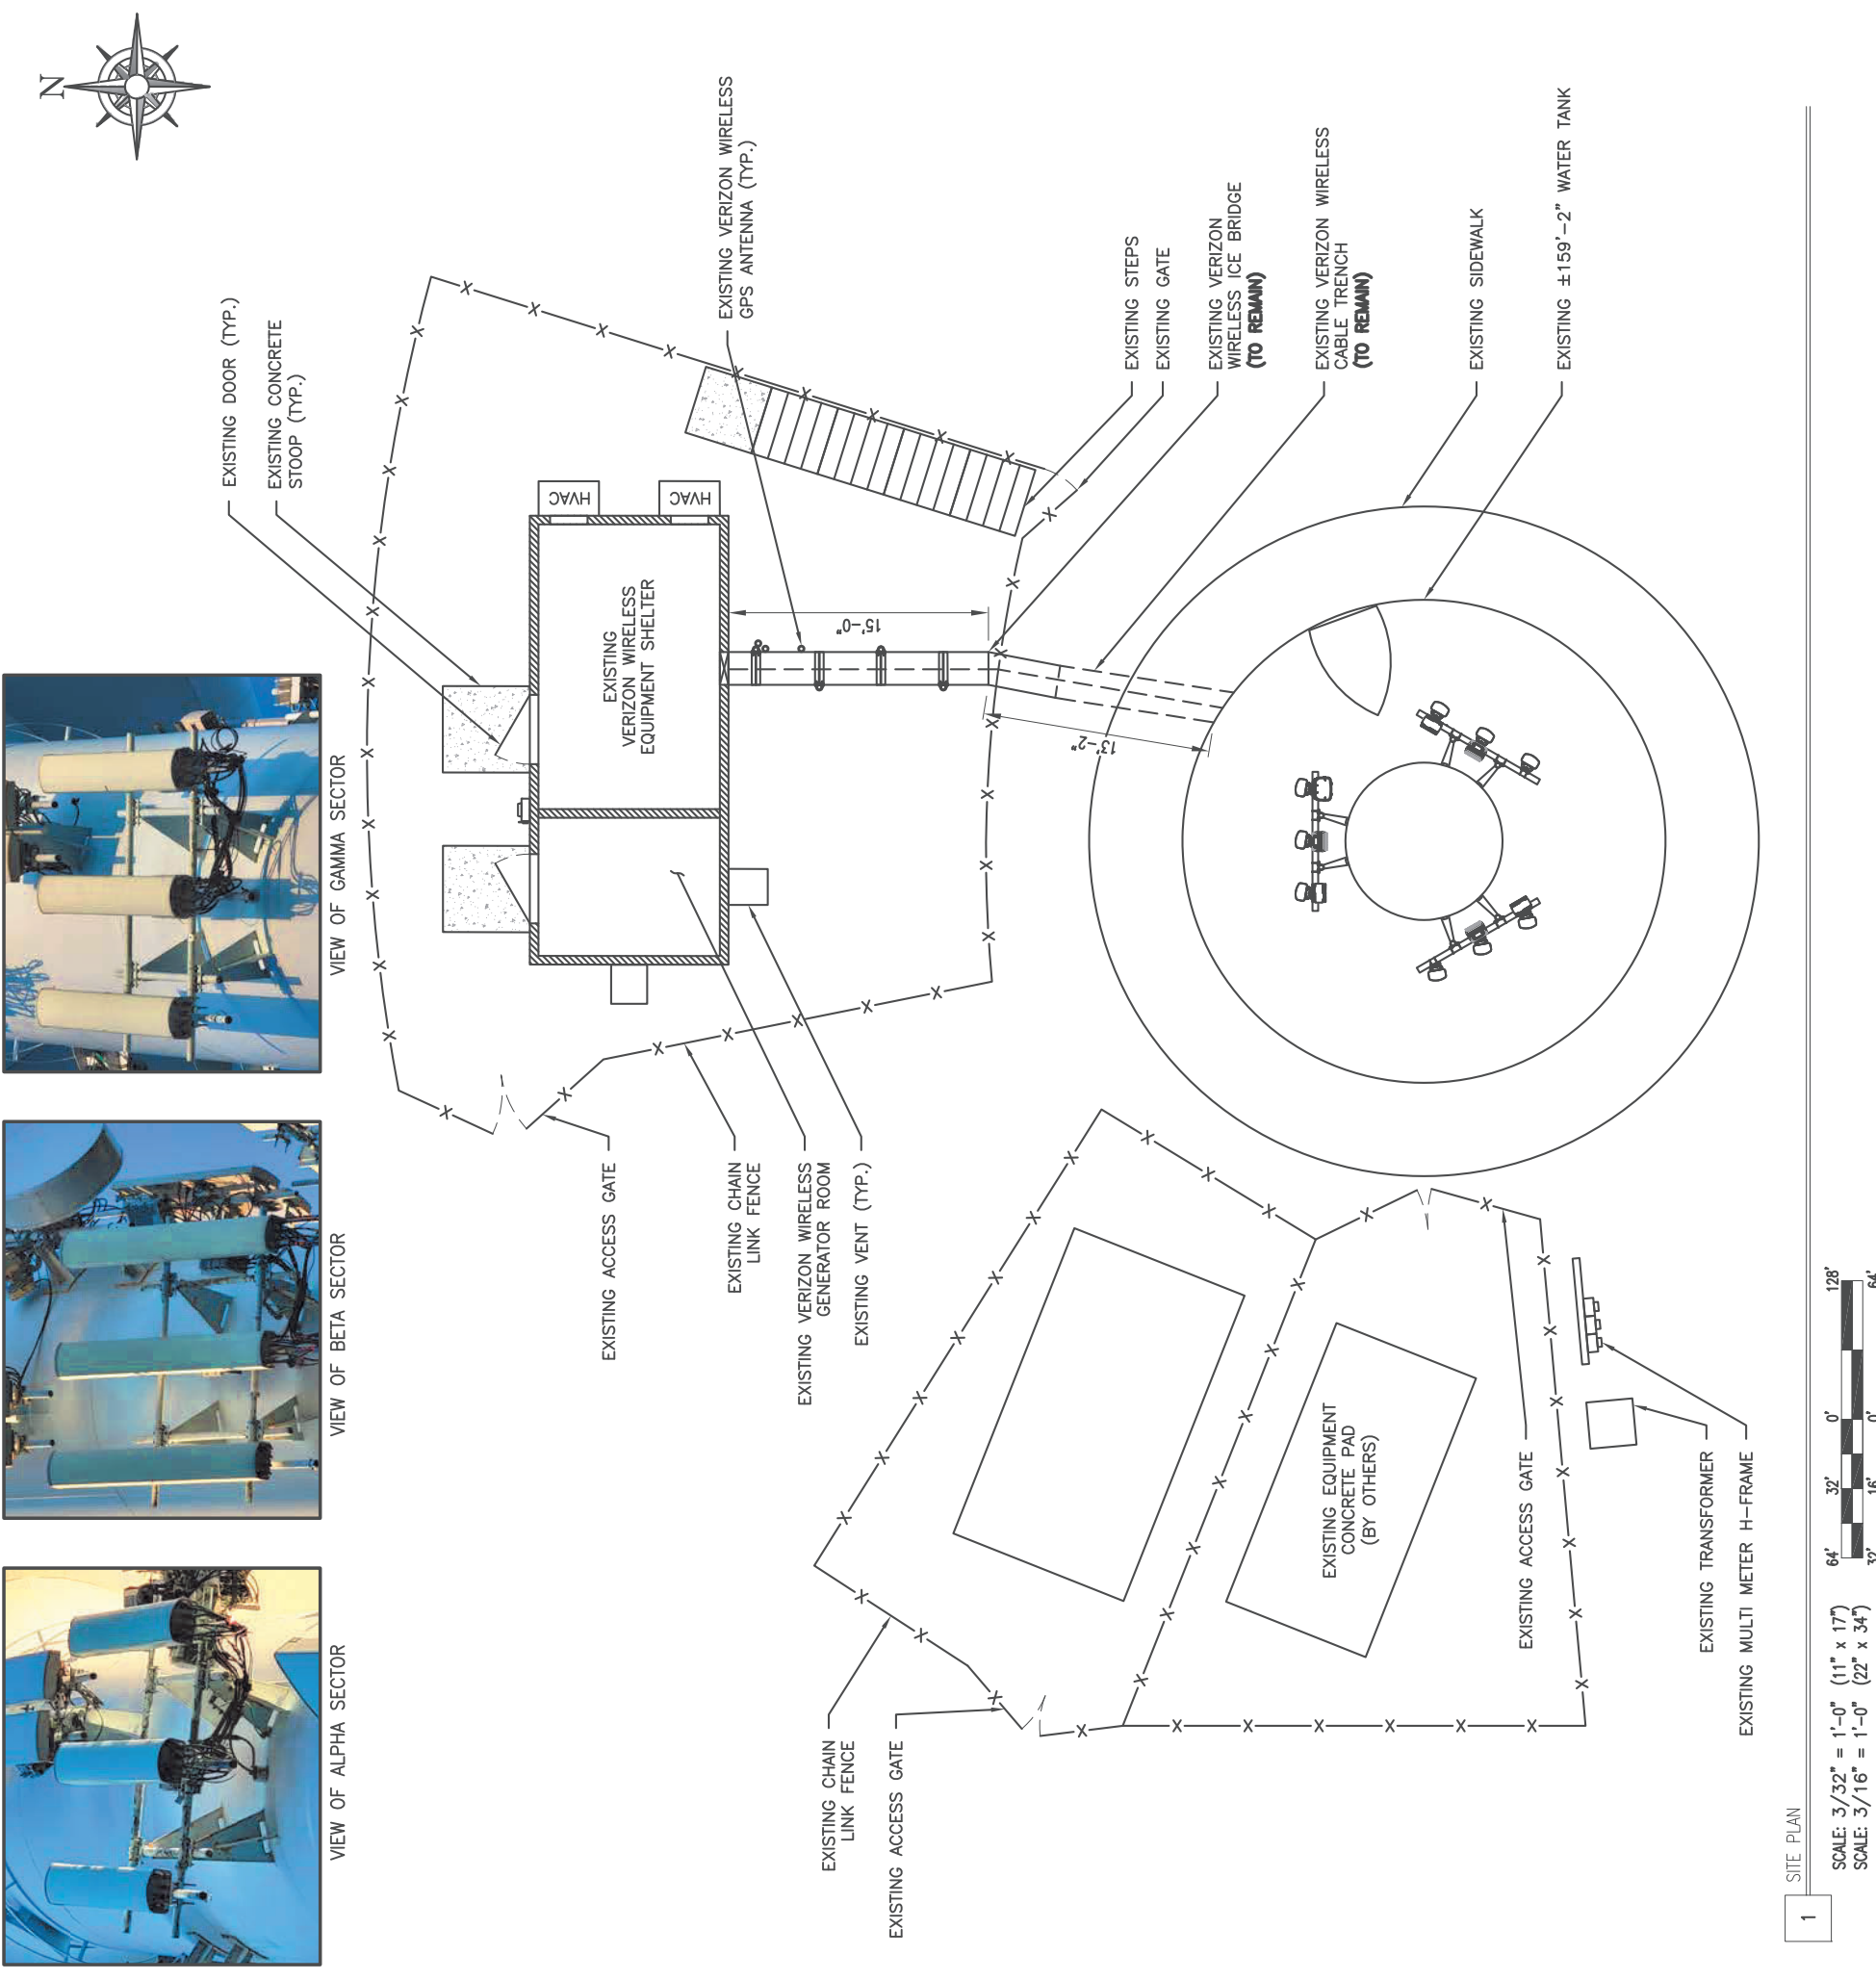 VIEW OF ALPHA SECTOR
VIEW OF BETA SECTOR
VIEW OF GAMMA SECTOR
N
EXISTING DOOR (TYP.)
EXISTING CONCRETE
STOOP (TYP.)
HVAC
HVAC
EXISTING
VERIZON WIRELESS
EQUIPMENT SHELTER
EXISTING VERIZON WIRELESS
GPS ANTENNA (TYP.)
15'-0"
13'-2"
EXISTING STEPS
EXISTING GATE
EXISTING VERIZON
WIRELESS ICE BRIDGE
(TO REMAIN)
EXISTING VERIZON WIRELESS
CABLE TRENCH
(TO REMAIN)
EXISTING SIDEWALK
EXISTING ±159'-2" WATER TANK
EXISTING ACCESS GATE
EXISTING CHAIN
LINK FENCE
EXISTING VERIZON WIRELESS
GENERATOR ROOM
EXISTING VENT (TYP.)
EXISTING EQUIPMENT
CONCRETE PAD
(BY OTHERS)
EXISTING CHAIN
LINK FENCE
EXISTING ACCESS GATE
EXISTING ACCESS GATE
EXISTING TRANSFORMER
EXISTING MULTI METER H-FRAME
1
SITE PLAN
SCALE: 3/32" = 1'-0" (11" x 17")
SCALE: 3/16" = 1'-0" (22" x 34")
64' 32' 0' 128'
32' 16' 0' 64'